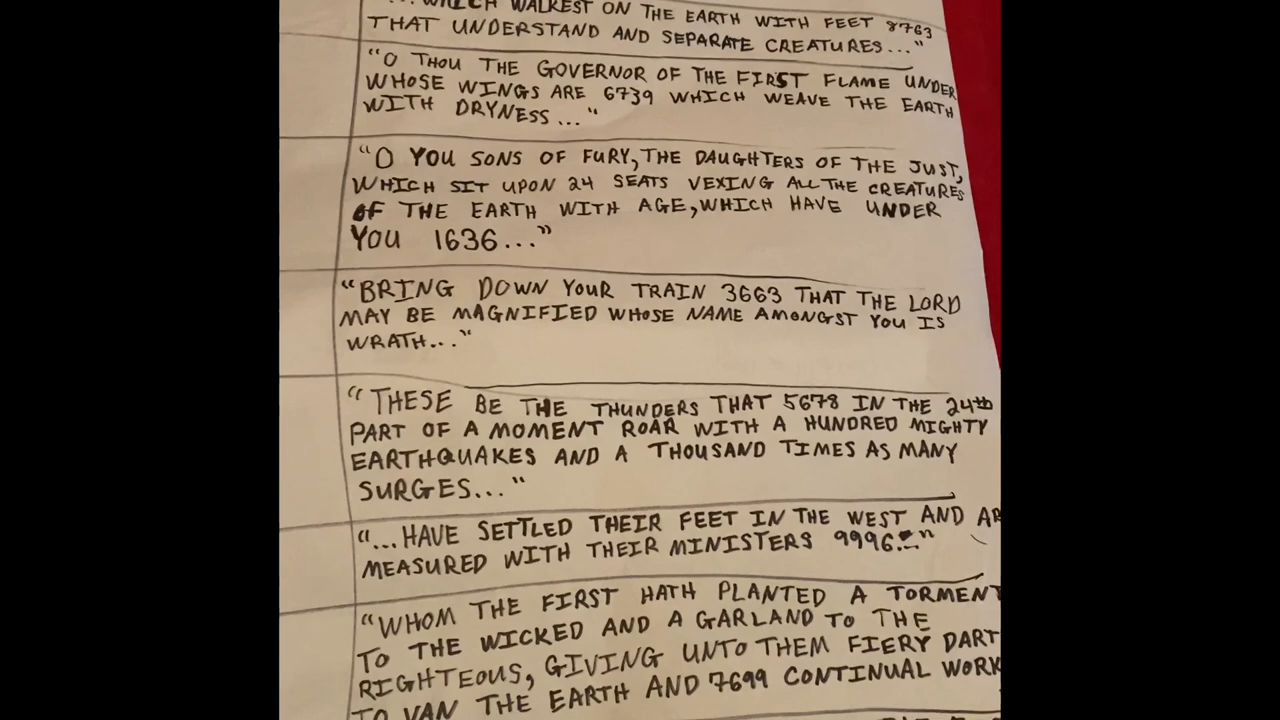 "...WHICH WALKEST ON THE EARTH WITH FEET 8763
THAT UNDERSTAND AND SEPARATE CREATURES..."
"O THOU THE GOVERNOR OF THE FIRST FLAME UNDER
WHOSE WINGS ARE 6739 WHICH WEAVE THE EARTH
WITH DRYNESS..."
"O YOU SONS OF FURY, THE DAUGHTERS OF THE JUST,
WHICH SIT UPON 24 SEATS VEXING ALL THE CREATURES
OF THE EARTH WITH AGE, WHICH HAVE UNDER
YOU 1636..."
"BRING DOWN YOUR TRAIN 3663 THAT THE LORD
MAY BE MAGNIFIED WHOSE NAME AMONGST YOU IS
WRATH..."
"THESE BE THE THUNDERS THAT 5678 IN THE 24th
PART OF A MOMENT ROAR WITH A HUNDRED MIGHTY
EARTHQUAKES AND A THOUSAND TIMES AS MANY
SURGES..."
"...HAVE SETTLED THEIR FEET IN THE WEST AND AR
MEASURED WITH THEIR MINISTERS 9996..."
"WHOM THE FIRST HATH PLANTED A TORMENT
TO THE WICKED AND A GARLAND TO THE
RIGHTEOUS, GIVING UNTO THEM FIERY DART
TO VAN THE EARTH AND 7699 CONTINUAL WORK